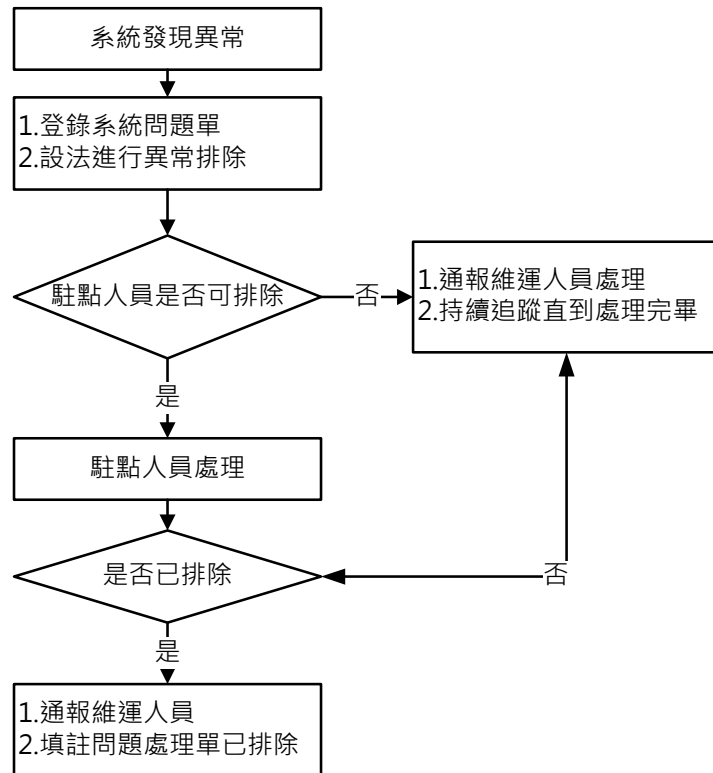 系統發現異常
1.登錄系統問題單
2.設法進行異常排除
駐點人員是否可排除
否
1.通報維運人員處理
2.持續追蹤直到處理完畢
是
駐點人員處理
是否已排除
否
是
1.通報維運人員
2.填註問題處理單已排除